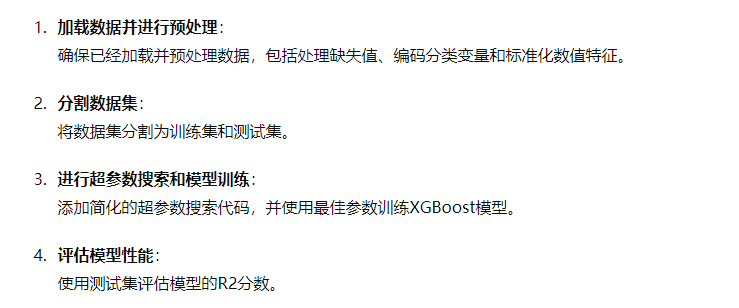 1. 加载数据并进行预处理：
确保已经加载并预处理数据，包括处理缺失值、编码分类变量和标准化数值特征。
2. 分割数据集：
将数据集分割为训练集和测试集。
3. 进行超参数搜索和模型训练：
添加简化的超参数搜索代码，并使用最佳参数训练XGBoost模型。
4. 评估模型性能：
使用测试集评估模型的R2分数。